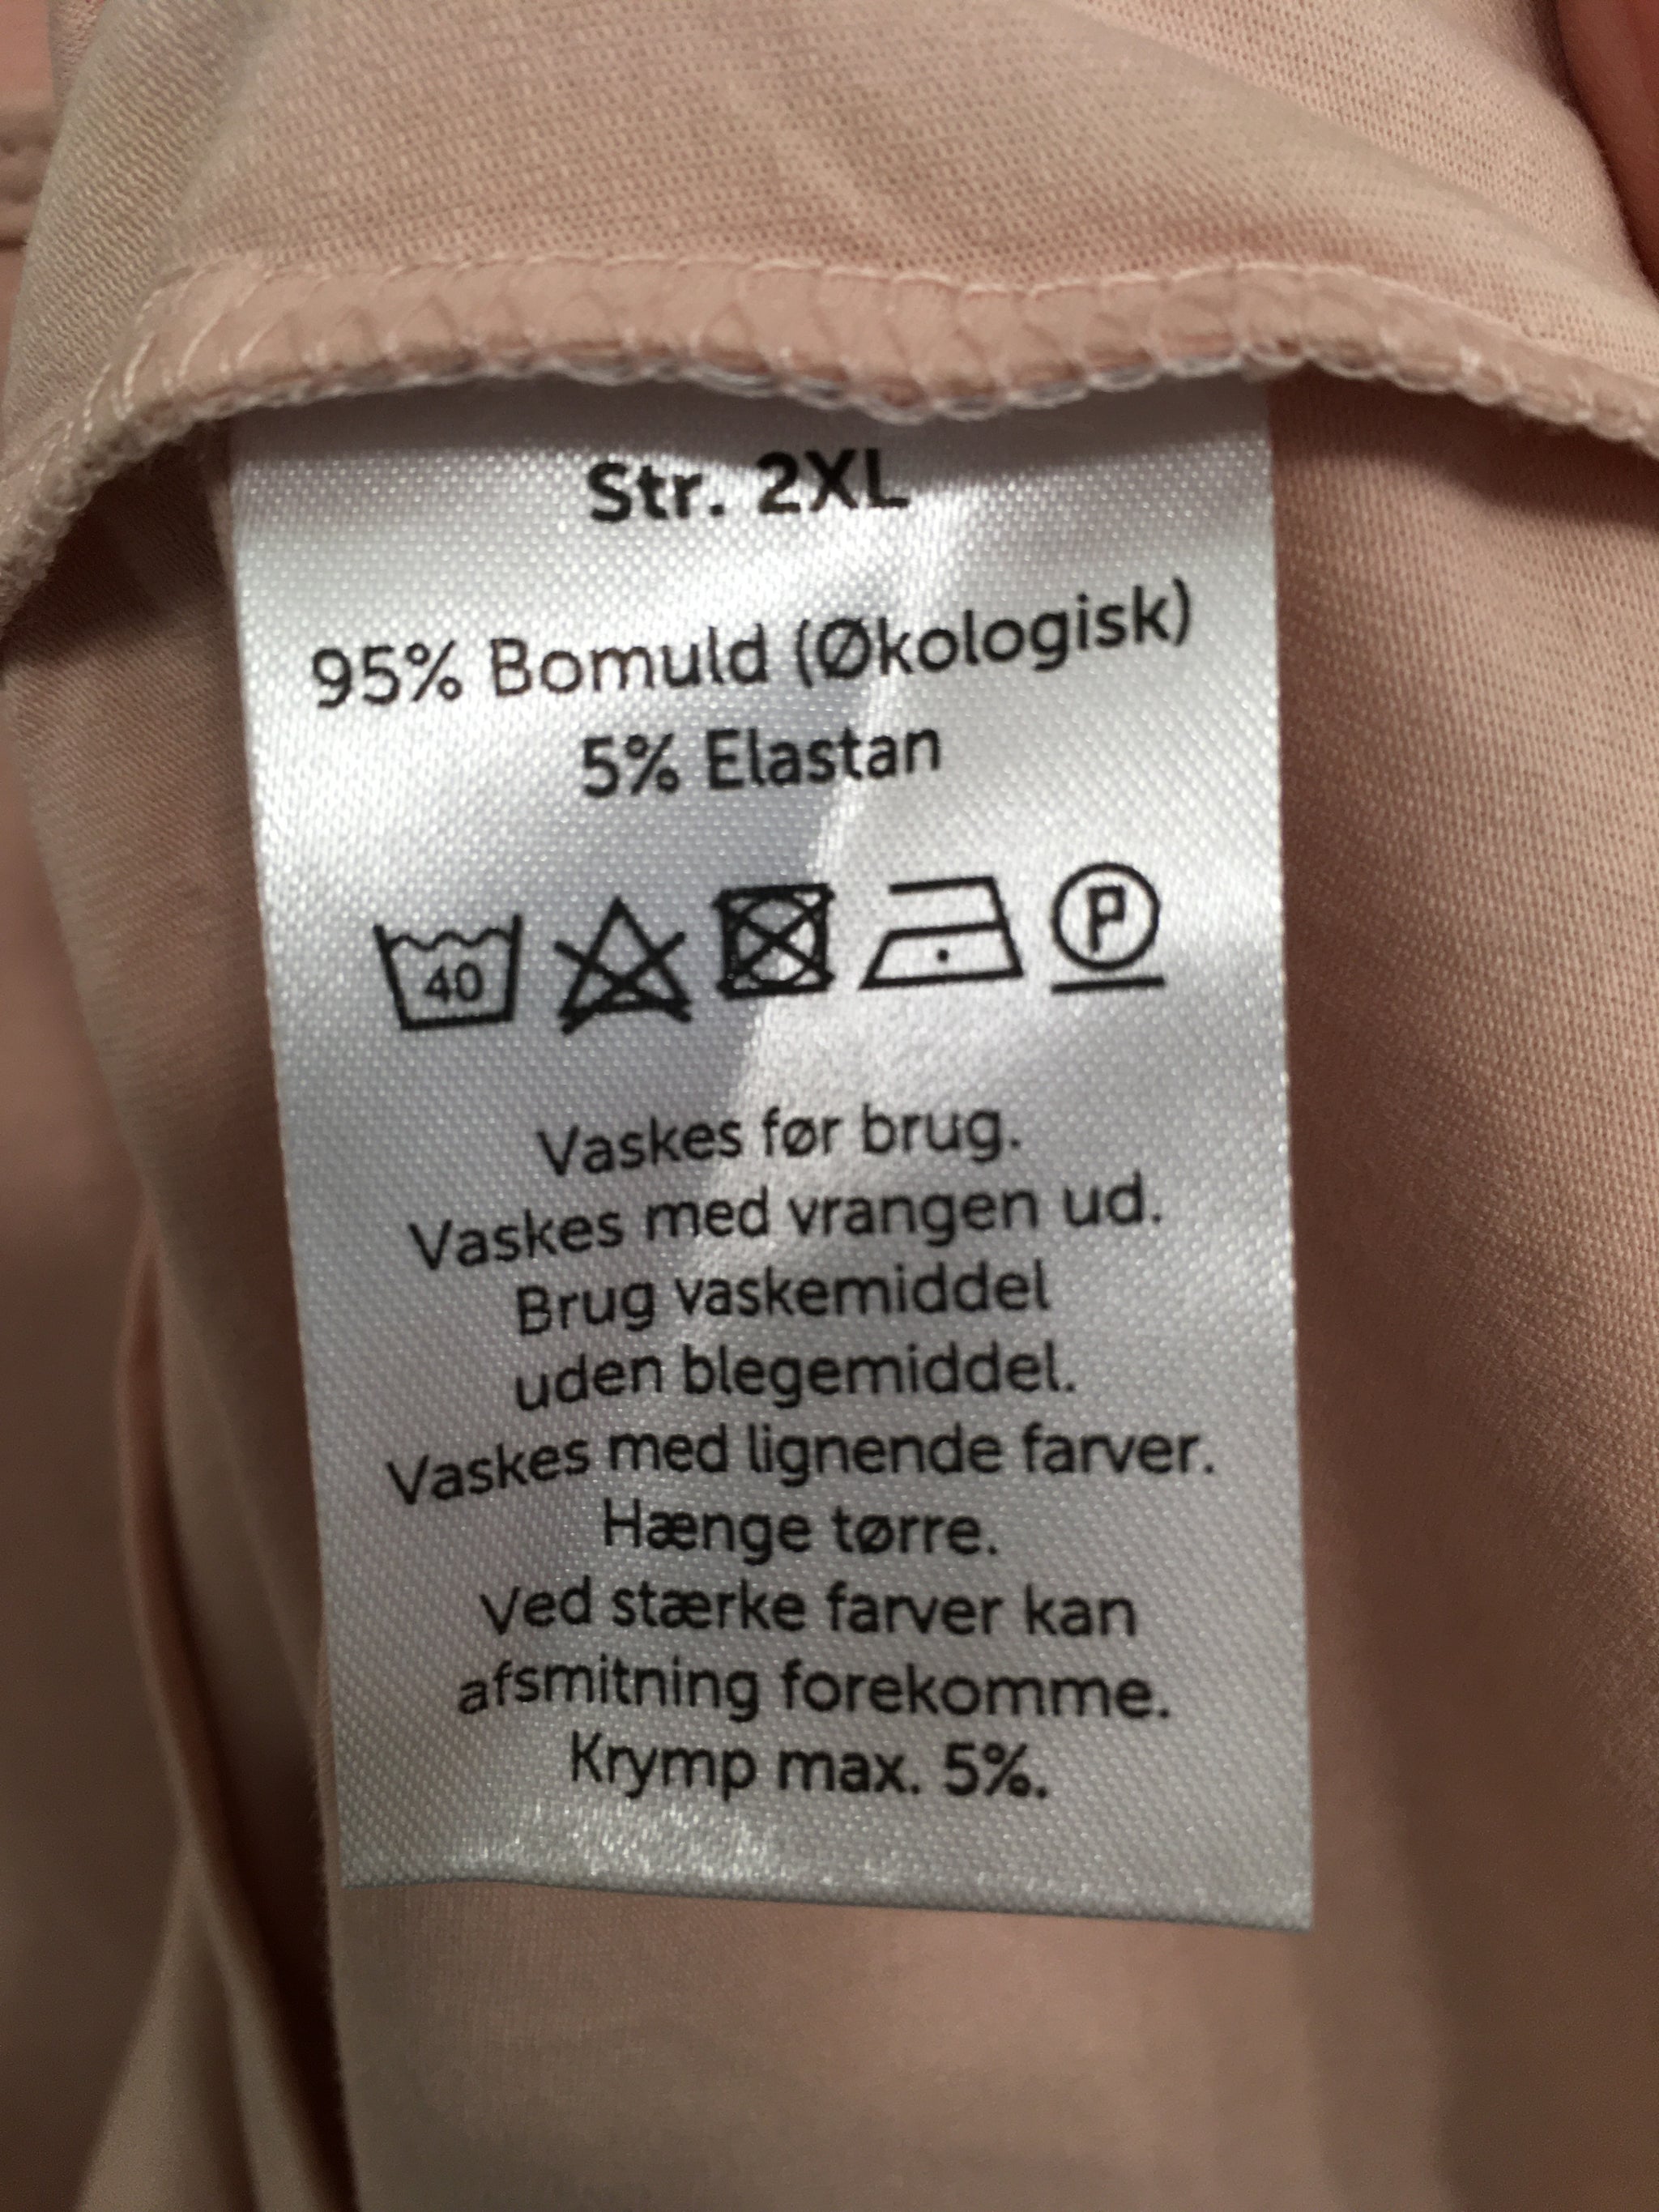 Str. 2XL
95% Bomuld (Økologisk)
5% Elastan
40 P
Vaskes før brug.
Vaskes med vrangen ud.
Brug vaskemiddel
uden blegemiddel.
Vaskes med lignende farver.
Hænge tørre.
Ved stærke farver kan
afsmitning forekomme.
Krymp max. 5%.